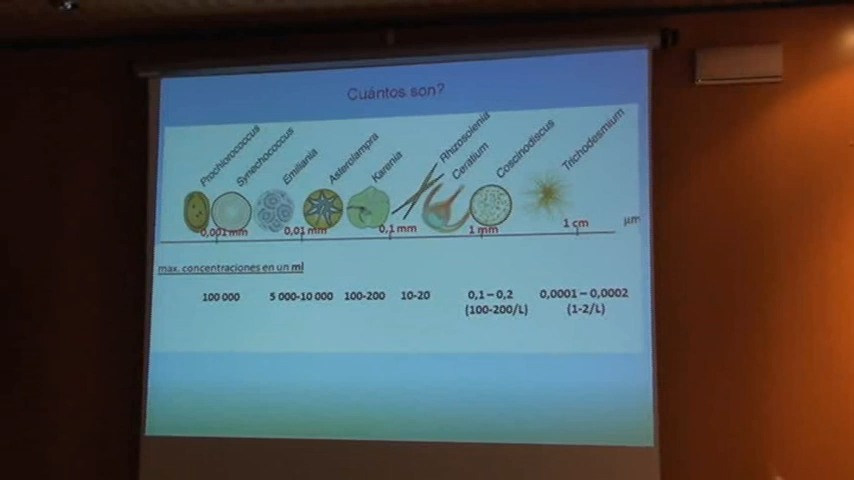 Cuántos son?
Prochlorococcus
Synechococcus
Emiliania
Asterolampra
Karenia
Rhizosolenia
Ceratium
Coscinodiscus
Trichodesmium
0,001 mm 0,01 mm 0,1 mm 1 mm 1 cm µm
max. concentraciones en un ml
100 000 5 000-10 000 100-200 10-20 0,1 – 0,2 0,0001 – 0,0002
(100-200/L) (1-2/L)